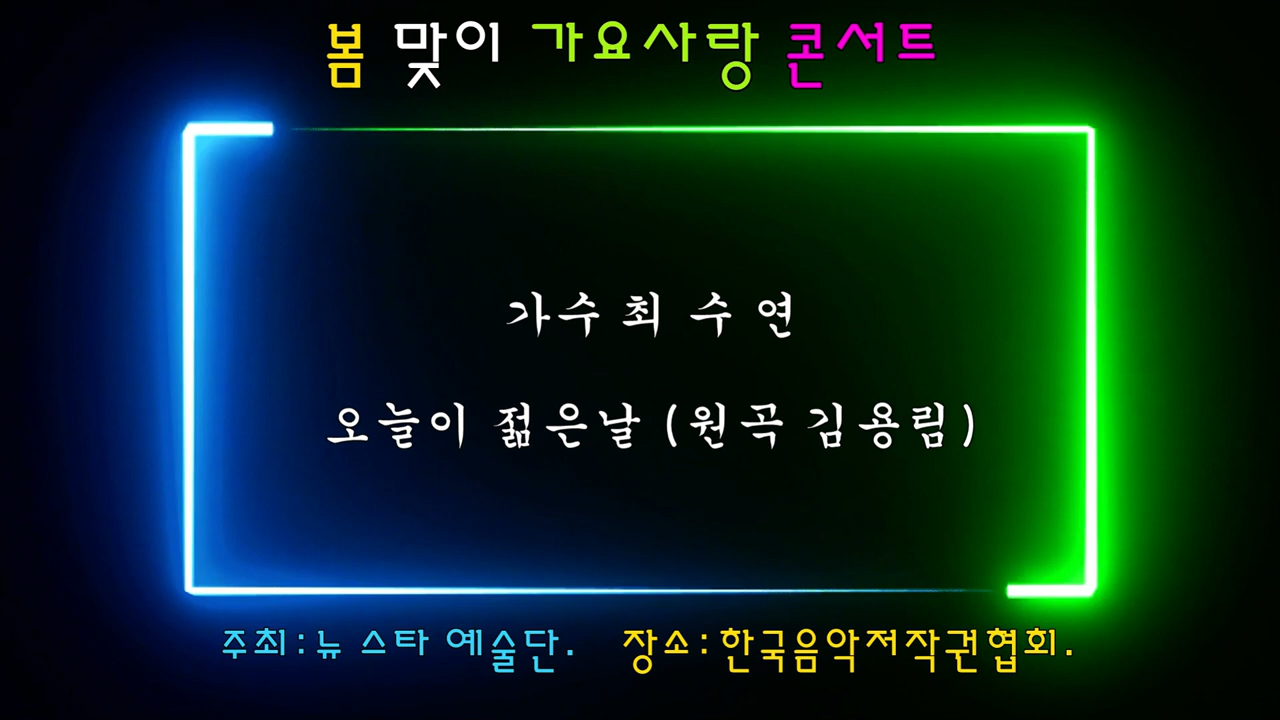 봄 맞이 가요사랑 콘서트
가수 최 수 연
오늘이 젊은날 (원곡 김용림)
주최:뉴 스타 예술단. 장소:한국음악저작권협회.